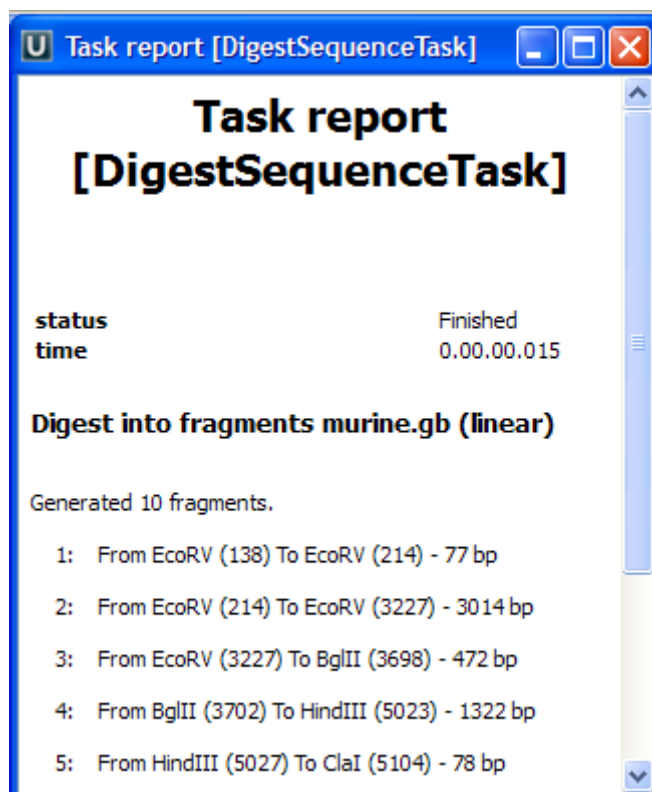 U Task report [DigestSequenceTask]
Task report
[DigestSequenceTask]
status Finished
time 0.00.00.015
Digest into fragments murine.gb (linear)
Generated 10 fragments.
1: From EcoRV (138) To EcoRV (214) - 77 bp
2: From EcoRV (214) To EcoRV (3227) - 3014 bp
3: From EcoRV (3227) To BglII (3698) - 472 bp
4: From BglII (3702) To HindIII (5023) - 1322 bp
5: From HindIII (5027) To ClaI (5104) - 78 bp